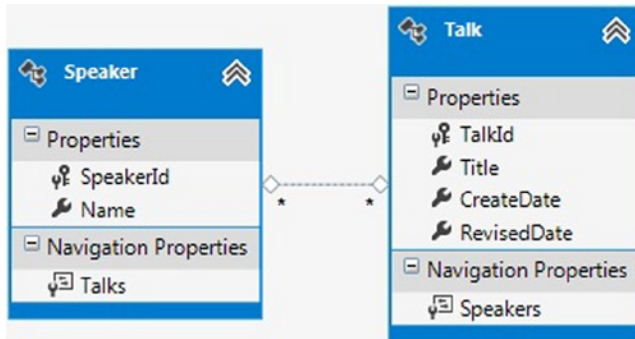 Speaker
Properties
SpeakerId
Name
Navigation Properties
Talks
*
*
Talk
Properties
TalkId
Title
CreateDate
RevisedDate
Navigation Properties
Speakers